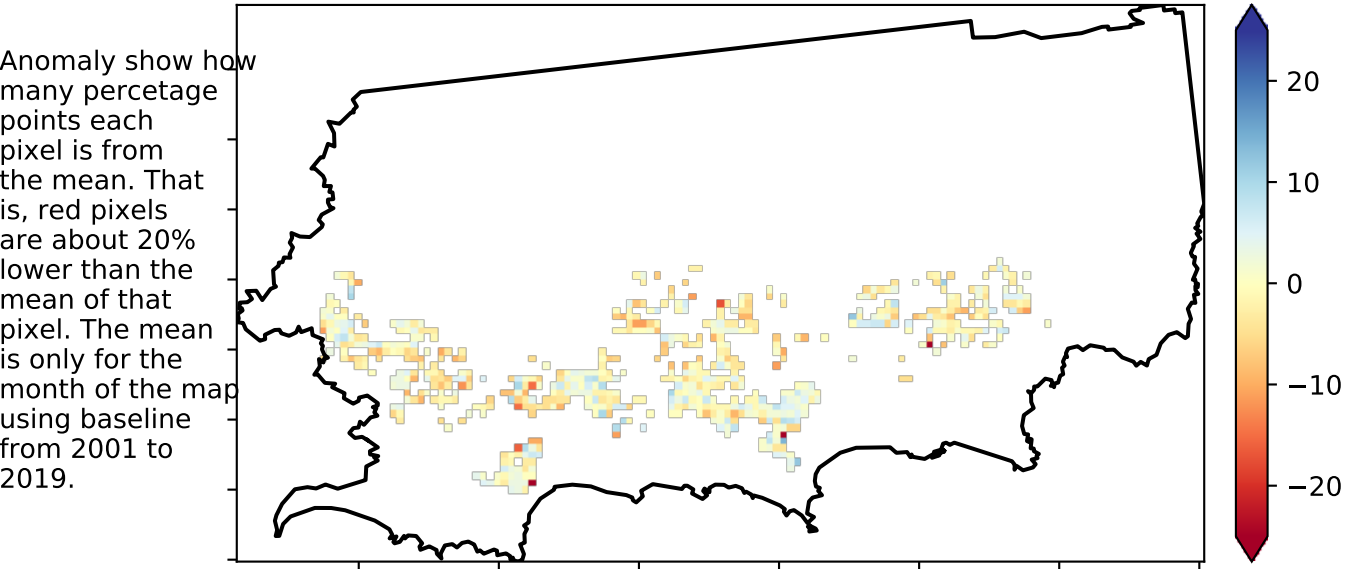 Anomaly show how
many percetage
points each
pixel is from
the mean. That
is, red pixels
are about 20%
lower than the
mean of that
pixel. The mean
is only for the
month of the map
using baseline
from 2001 to
2019.
20
10
0
−10
−20